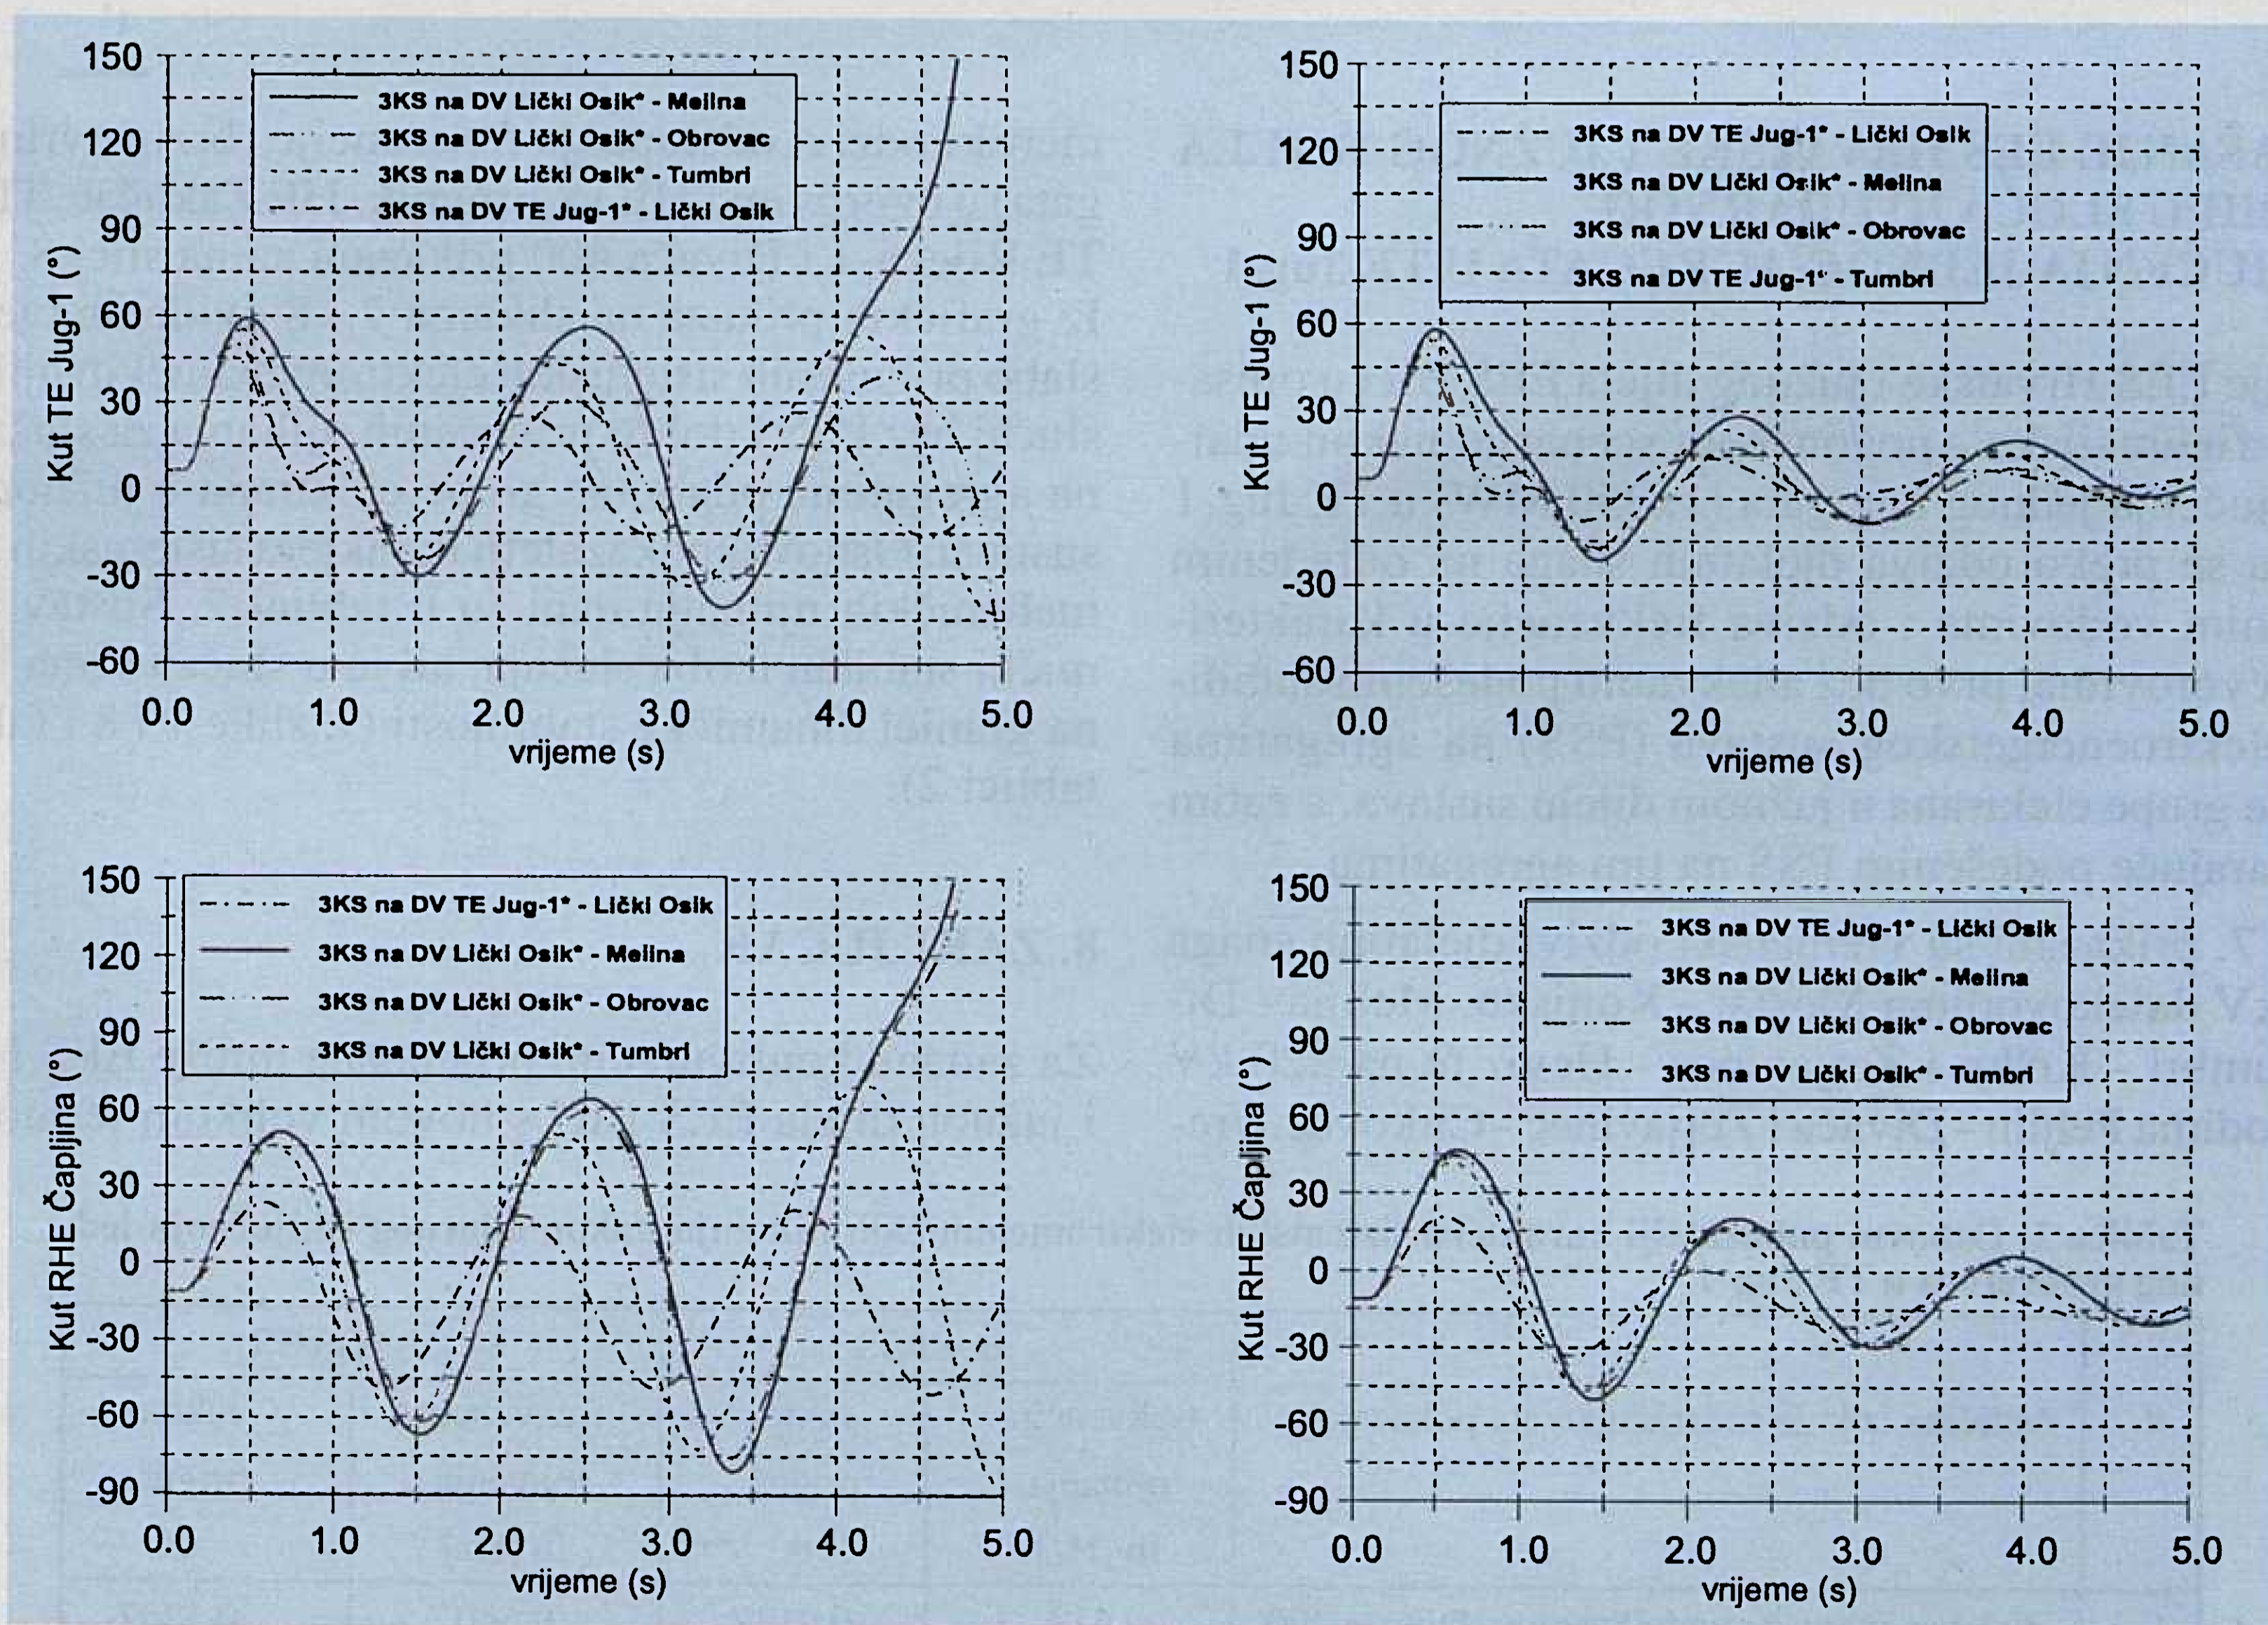 150
120
90
60
30
0
-30
-60
Kut TE Jug-1 (°)
3KS na DV Lički Osik* - Melina
3KS na DV Lički Osik* - Obrovac
3KS na DV Lički Osik* - Tumbri
3KS na DV TE Jug-1* - Lički Osik
0.0 1.0 2.0 3.0 4.0 5.0
vrijeme (s)
150
120
90
60
30
0
-30
-60
Kut TE Jug-1 (°)
3KS na DV TE Jug-1* - Lički Osik
3KS na DV Lički Osik* - Melina
3KS na DV Lički Osik* - Obrovac
3KS na DV TE Jug-1* - Tumbri
0.0 1.0 2.0 3.0 4.0 5.0
vrijeme (s)
150
120
90
60
30
0
-30
-60
-90
Kut RHE Čapljina (°)
3KS na DV TE Jug-1* - Lički Osik
3KS na DV Lički Osik* - Melina
3KS na DV Lički Osik* - Obrovac
3KS na DV Lički Osik* - Tumbri
0.0 1.0 2.0 3.0 4.0 5.0
vrijeme (s)
150
120
90
60
30
0
-30
-60
-90
Kut RHE Čapljina (°)
3KS na DV TE Jug-1* - Lički Osik
3KS na DV Lički Osik* - Melina
3KS na DV Lički Osik* - Obrovac
3KS na DV Lički Osik* - Tumbri
0.0 1.0 2.0 3.0 4.0 5.0
vrijeme (s)